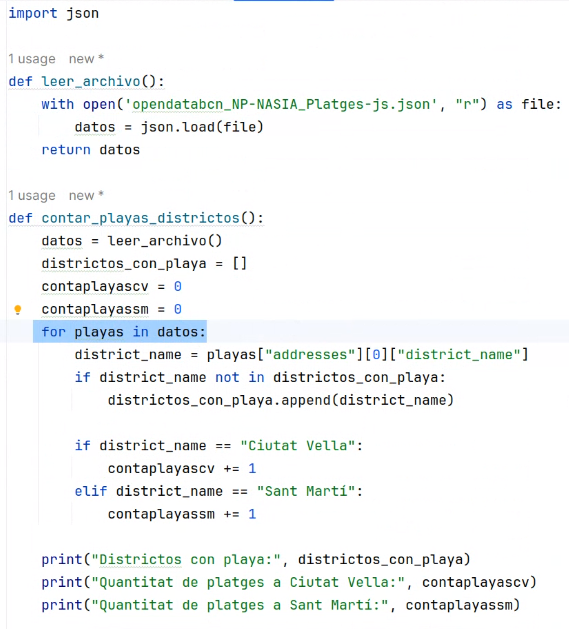 import json
1 usage   new *
def leer_archivo():
    with open('opendatabcn_NP-NASIA_Platges-js.json', "r") as file:
        datos = json.load(file)
    return datos
1 usage   new *
def contar_playas_districtos():
    datos = leer_archivo()
    districtos_con_playa = []
    contaplayascv = 0
    contaplayassm = 0
    for playas in datos:
        district_name = playas["addresses"][0]["district_name"]
        if district_name not in districtos_con_playa:
            districtos_con_playa.append(district_name)
        if district_name == "Ciutat Vella":
            contaplayascv += 1
        elif district_name == "Sant Martí":
            contaplayassm += 1
    print("Districtos con playa:", districtos_con_playa)
    print("Quantitat de platges a Ciutat Vella:", contaplayascv)
    print("Quantitat de platges a Sant Martí:", contaplayassm)